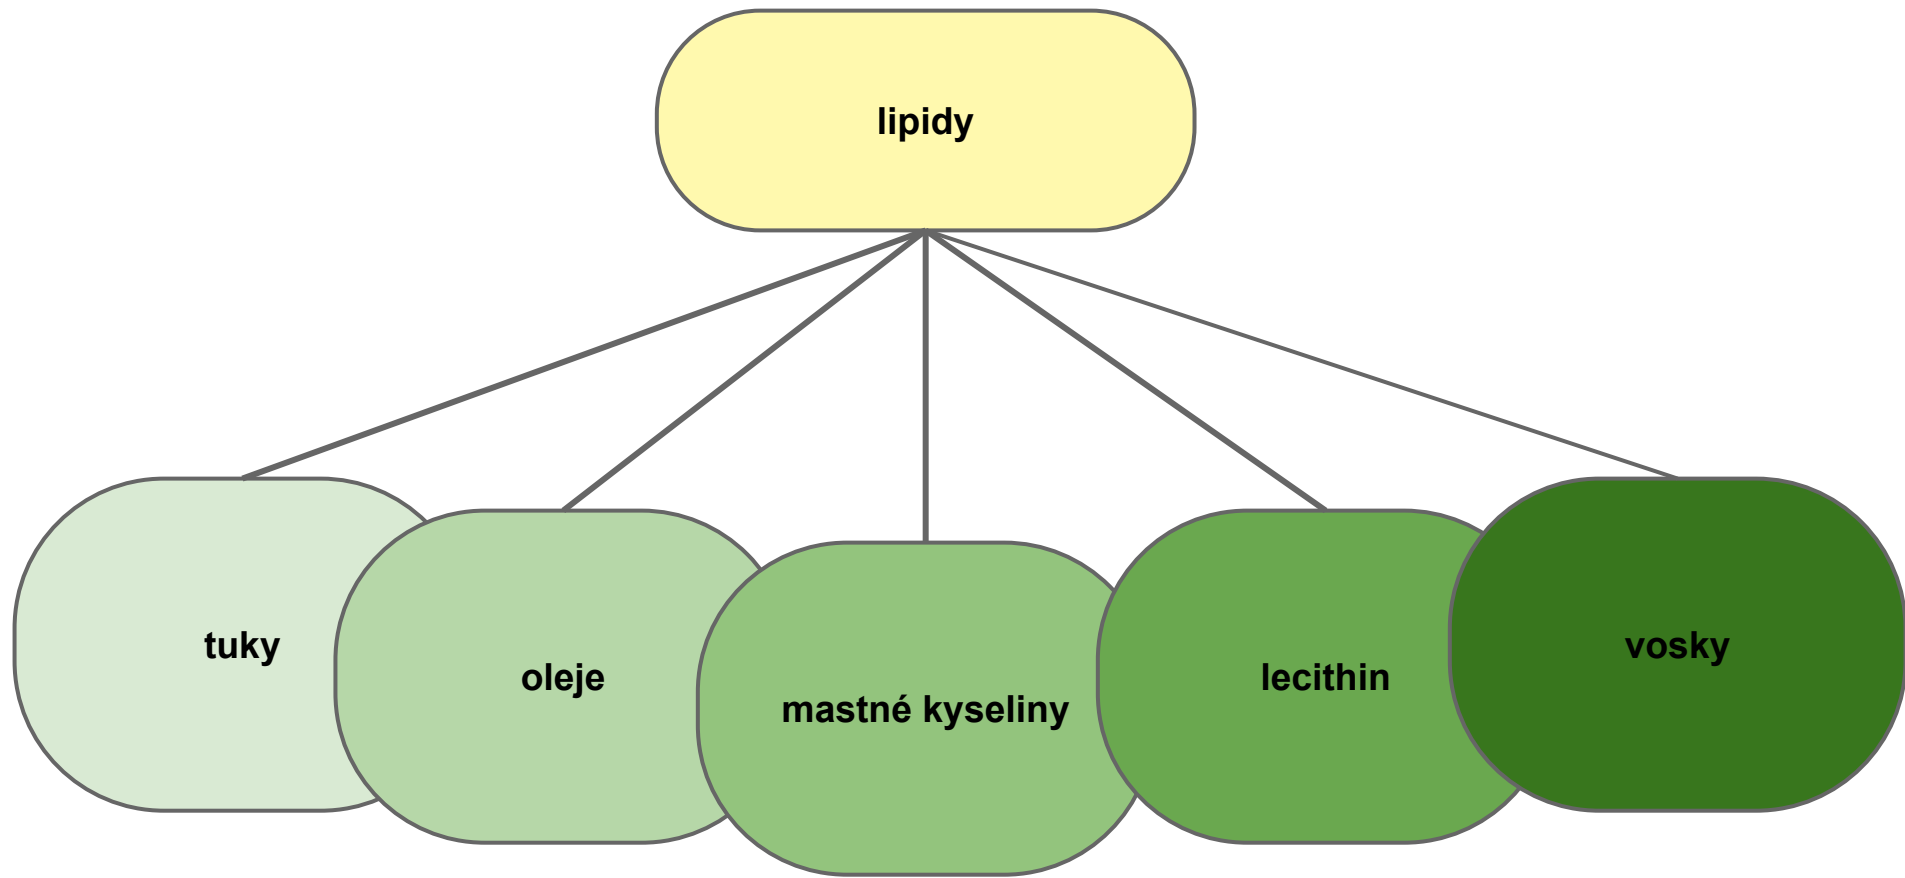 lipidy
tuky
oleje
mastné kyseliny
lecithin
vosky